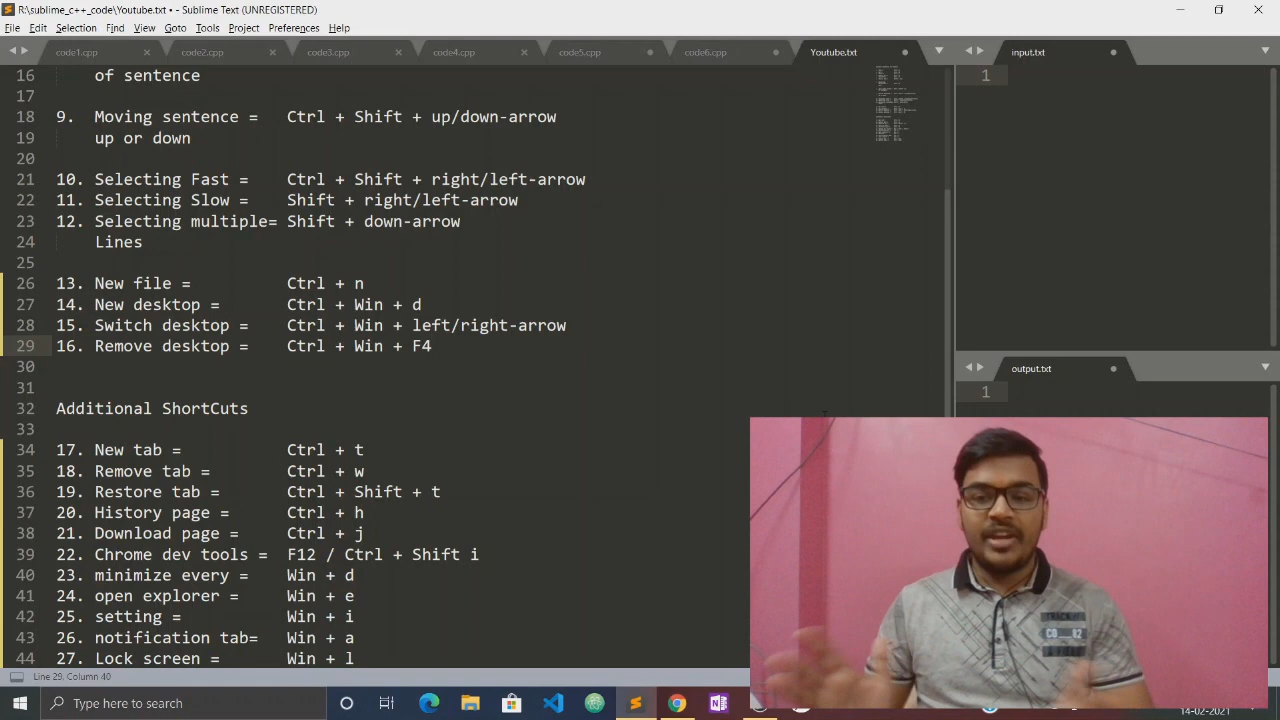 R:\sublime_c++_code\Youtube.txt • - Sublime Text (UNREGISTERED)
File Edit Selection Find View Goto Tools Project Preferences Help
code1.cpp code2.cpp code3.cpp code4.cpp code5.cpp code6.cpp Youtube.txt
16 of sentence
17
18 9. Moving sentence = Ctrl + Shift + up/down-arrow
19 up or down
20
21 10. Selecting Fast = Ctrl + Shift + right/left-arrow
22 11. Selecting Slow = Shift + right/left-arrow
23 12. Selecting multiple= Shift + down-arrow
24 Lines
25
26 13. New file = Ctrl + n
27 14. New desktop = Ctrl + Win + d
28 15. Switch desktop = Ctrl + Win + left/right-arrow
29 16. Remove desktop = Ctrl + Win + F4
30
31
32 Additional ShortCuts
33
34 17. New tab = Ctrl + t
35 18. Remove tab = Ctrl + w
36 19. Restore tab = Ctrl + Shift + t
37 20. History page = Ctrl + h
38 21. Download page = Ctrl + j
39 22. Chrome dev tools = F12 / Ctrl + Shift i
40 23. minimize every = Win + d
41 24. open explorer = Win + e
42 25. setting = Win + i
43 26. notification tab= Win + a
44 27. Lock screen = Win + l
input.txt
1
output.txt
1
TRACK
CO__02
Line 29, Column 40
Type here to search
14-02-2021